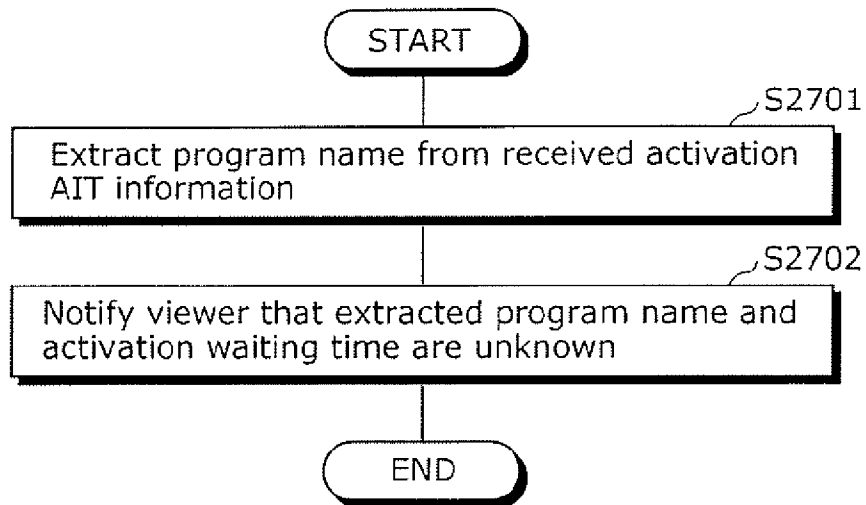 START
S2701
Extract program name from received activation
AIT information
S2702
Notify viewer that extracted program name and
activation waiting time are unknown
END